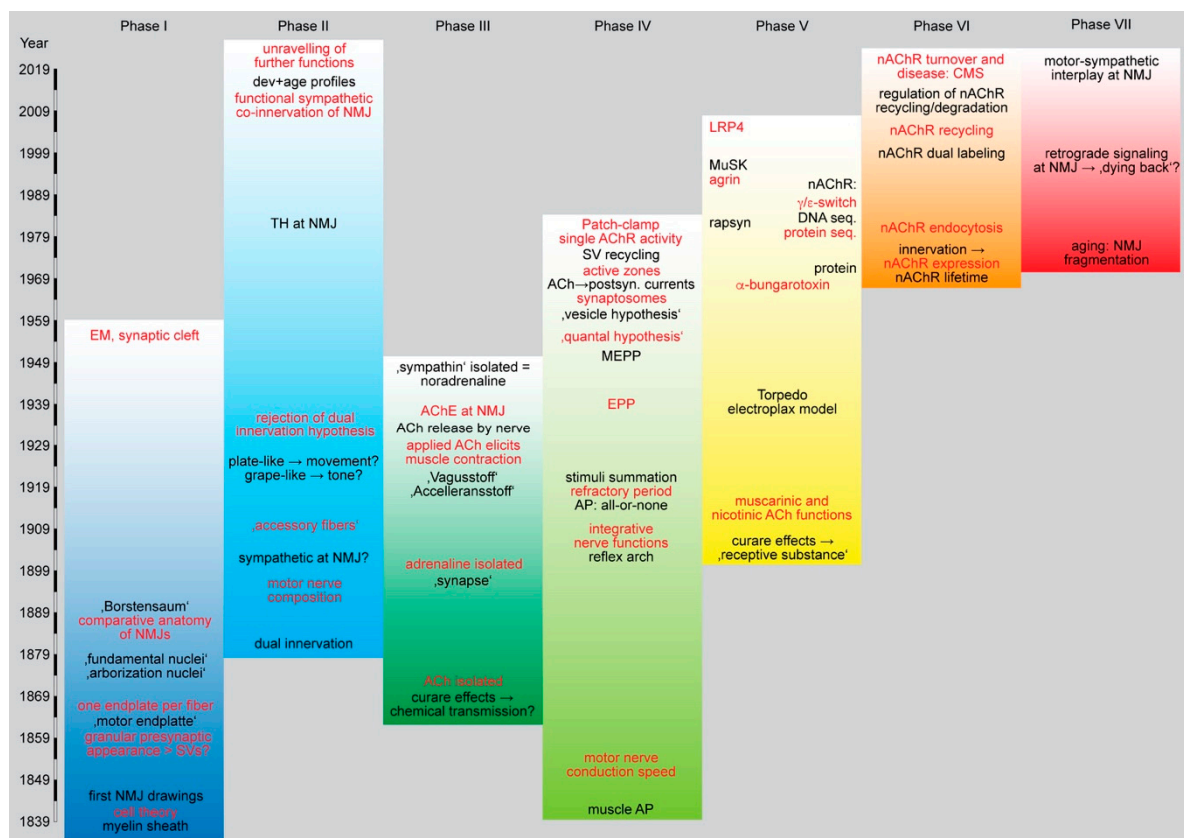 Phase I
Phase II
Phase III
Phase IV
Phase V
Phase VI
Phase VII
Year
2019
2009
1999
1989
1979
1969
1959
1949
1939
1929
1919
1909
1899
1889
1879
1869
1859
1849
1839
EM, synaptic cleft
‚Borstensaum‘
comparative anatomy
of NMJs
‚fundamental nuclei‘
‚arborization nuclei‘
one endplate per fiber
‚motor endplatte‘
granular presynaptic
appearance > SVs?
first NMJ drawings
cell theory
myelin sheath
unravelling of
further functions
dev+age profiles
functional sympathetic
co-innervation of NMJ
TH at NMJ
rejection of dual
innervation hypothesis
plate-like → movement?
grape-like → tone?
‚accessory fibers‘
sympathetic at NMJ?
motor nerve
composition
dual innervation
‚sympathin‘ isolated =
noradrenaline
AChE at NMJ
ACh release by nerve
applied ACh elicits
muscle contraction
‚Vagusstoff‘
‚Accelleransstoff‘
adrenaline isolated
‚synapse‘
ACh isolated
curare effects →
chemical transmission?
Patch-clamp
single AChR activity
SV recycling
active zones
ACh→postsyn. currents
synaptosomes
‚vesicle hypothesis‘
‚quantal hypothesis‘
MEPP
EPP
stimuli summation
refractory period
AP: all-or-none
integrative
nerve functions
reflex arch
motor nerve
conduction speed
muscle AP
LRP4
MuSK
agrin
nAChR:
γ/ε-switch
rapsyn
DNA seq.
protein seq.
protein
α-bungarotoxin
Torpedo
electroplax model
muscarinic and
nicotinic ACh functions
curare effects →
‚receptive substance‘
nAChR turnover and
disease: CMS
regulation of nAChR
recycling/degradation
nAChR recycling
nAChR dual labeling
nAChR endocytosis
innervation →
nAChR expression
nAChR lifetime
motor-sympathetic
interplay at NMJ
retrograde signaling
at NMJ → ‚dying back‘?
aging: NMJ
fragmentation